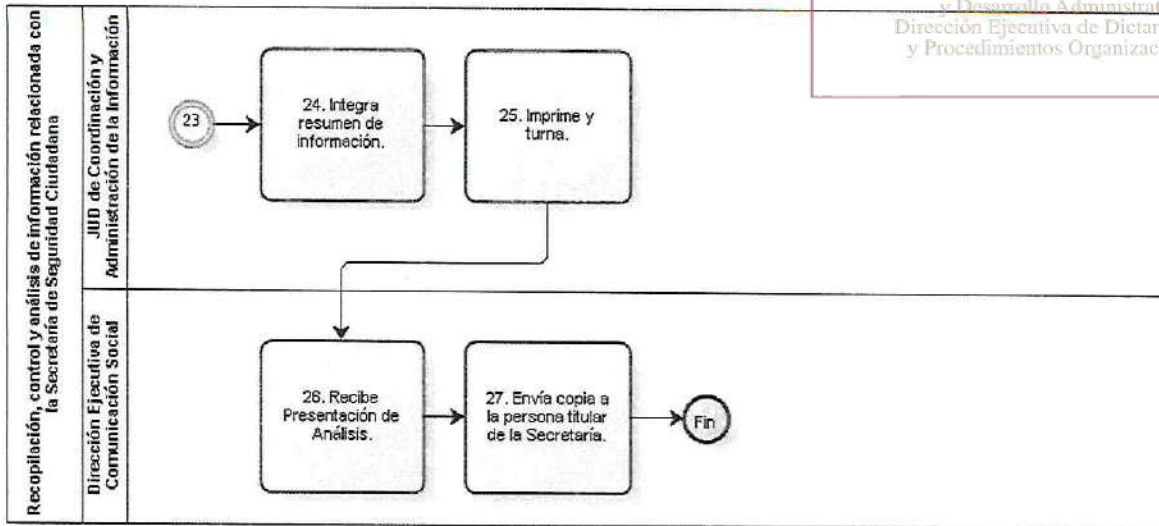 y Desarrollo Administrat
Dirección Ejecutiva de Dictam
y Procedimientos Organizac
Recopilación, control y análisis de información relacionada con
la Secretaría de Seguridad Ciudadana
JUD de Coordinación y
Administración de la Información
23
24. Integra
resumen de
información.
25. Imprime y
turna.
Dirección Ejecutiva de
Comunicación Social
26. Recibe
Presentación de
Análisis.
27. Envía copia a
la persona titular
de la Secretaría.
Fin